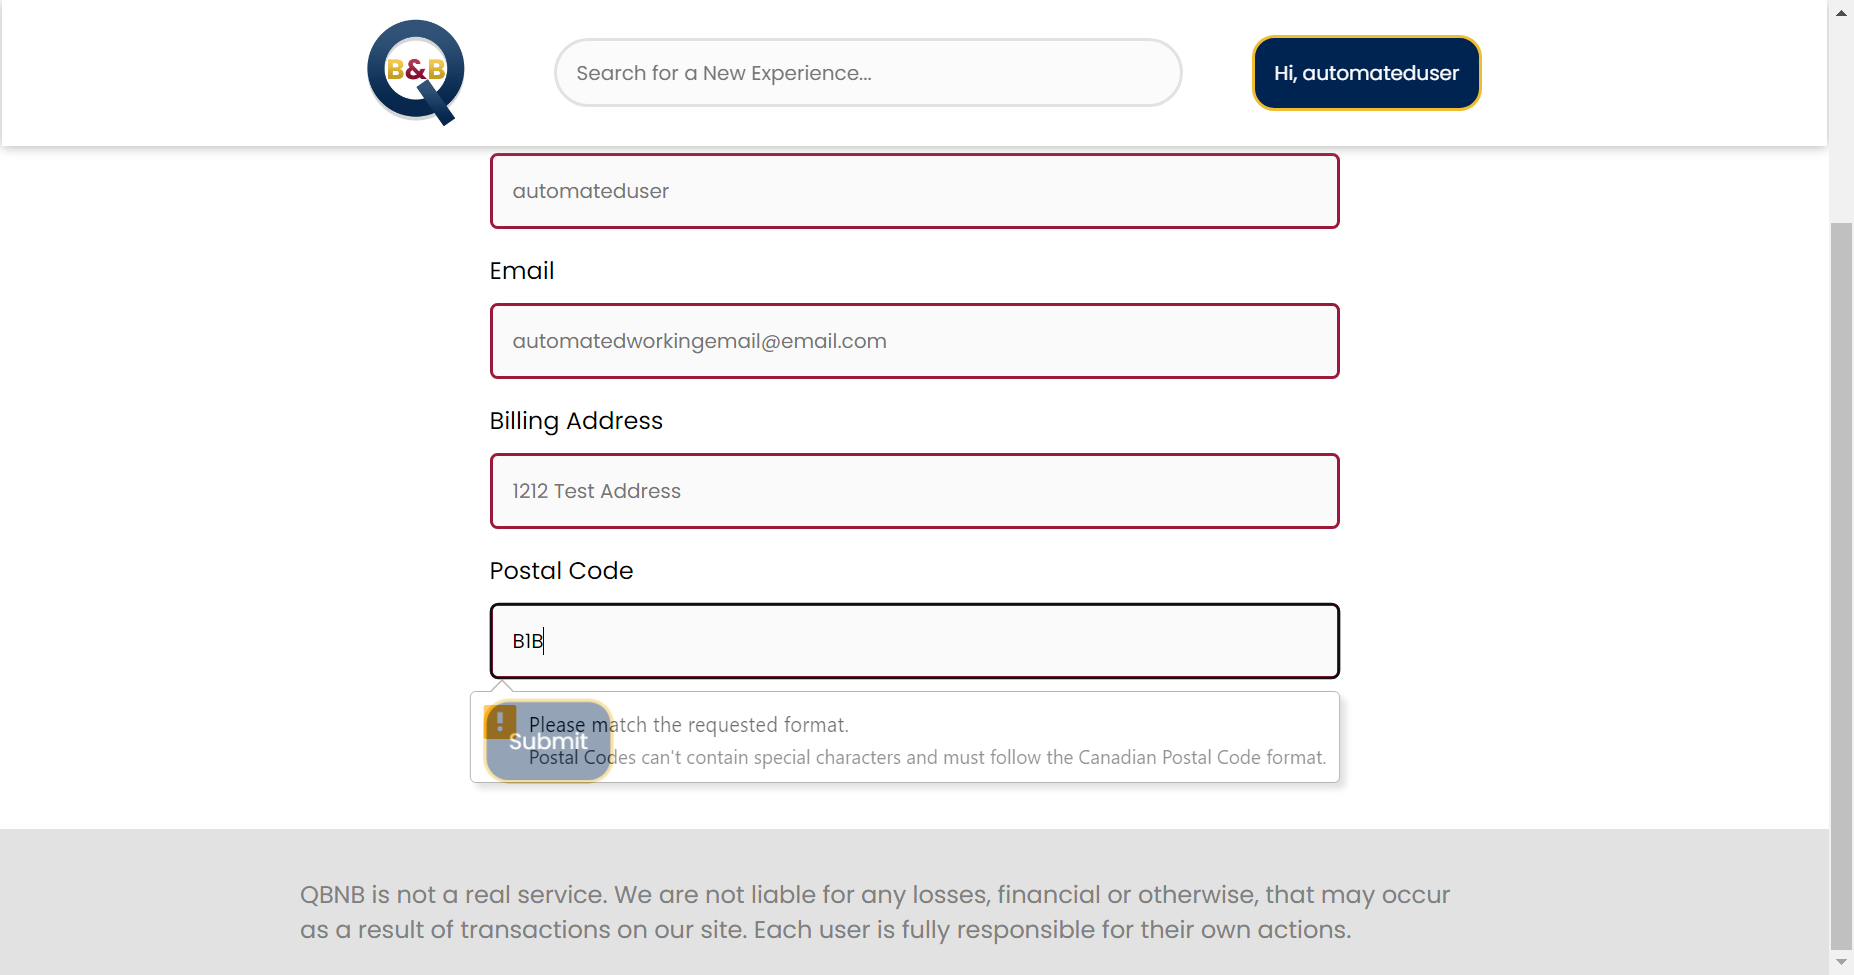 B&B
Search for a New Experience...
Hi, automateduser
automateduser
Email
automatedworkingemail@email.com
Billing Address
1212 Test Address
Postal Code
B1B
Please match the requested format.
Submit
Postal Codes can't contain special characters and must follow the Canadian Postal Code format.
QBNB is not a real service. We are not liable for any losses, financial or otherwise, that may occur
as a result of transactions on our site. Each user is fully responsible for their own actions.